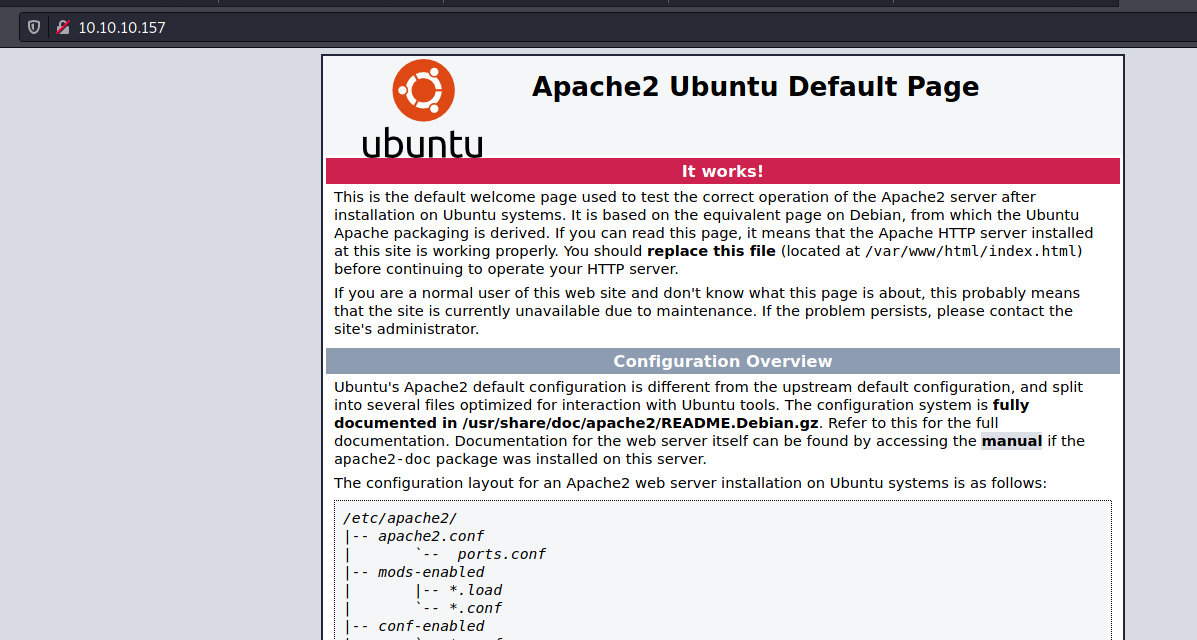 10.10.10.157
Apache2 Ubuntu Default Page
ubuntu
It works!
This is the default welcome page used to test the correct operation of the Apache2 server after
installation on Ubuntu systems. It is based on the equivalent page on Debian, from which the Ubuntu
Apache packaging is derived. If you can read this page, it means that the Apache HTTP server installed
at this site is working properly. You should replace this file (located at /var/www/html/index.html)
before continuing to operate your HTTP server.
If you are a normal user of this web site and don't know what this page is about, this probably means
that the site is currently unavailable due to maintenance. If the problem persists, please contact the
site's administrator.
Configuration Overview
Ubuntu's Apache2 default configuration is different from the upstream default configuration, and split
into several files optimized for interaction with Ubuntu tools. The configuration system is fully
documented in /usr/share/doc/apache2/README.Debian.gz. Refer to this for the full
documentation. Documentation for the web server itself can be found by accessing the manual if the
apache2-doc package was installed on this server.
The configuration layout for an Apache2 web server installation on Ubuntu systems is as follows:
/etc/apache2/
|-- apache2.conf
|       `--  ports.conf
|-- mods-enabled
|       |-- *.load
|       `-- *.conf
|-- conf-enabled